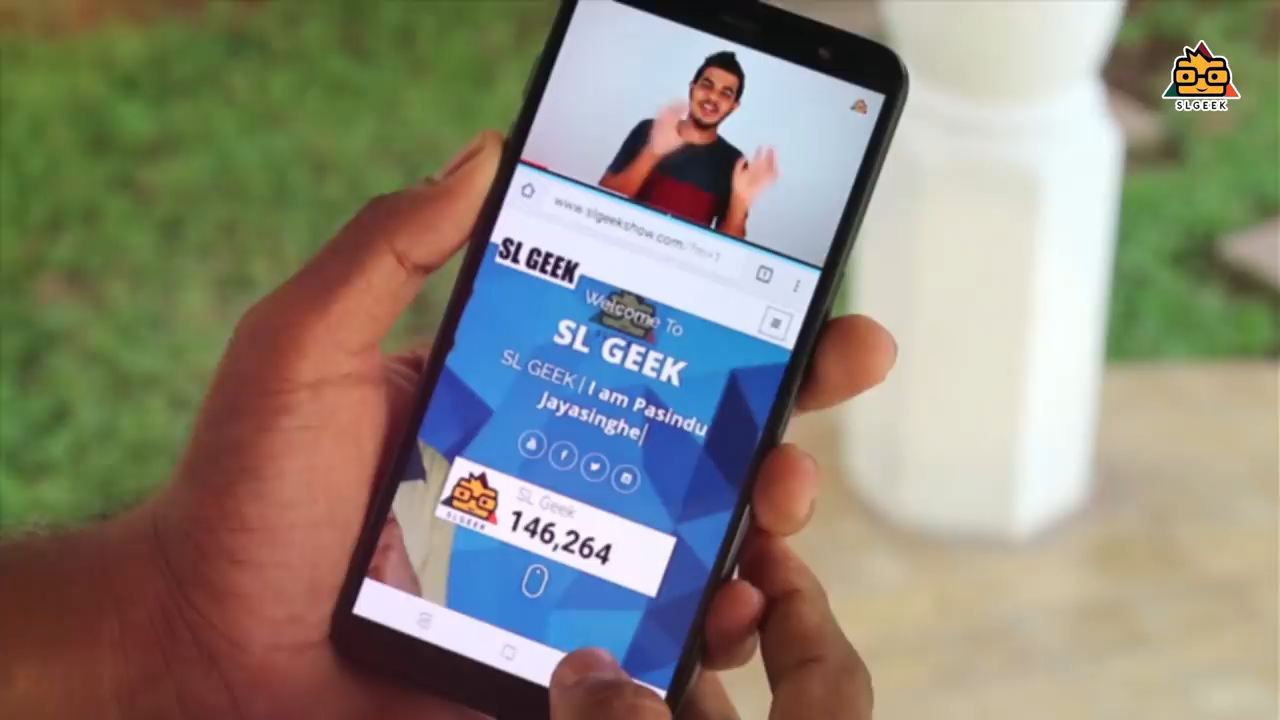 SLGEEK
www.slgeekshow.com/
SL GEEK
Welcome To
SL GEEK
SL GEEK | I am Pasindu
Jayasinghe|
SL Geek
SLGEEK
146,264